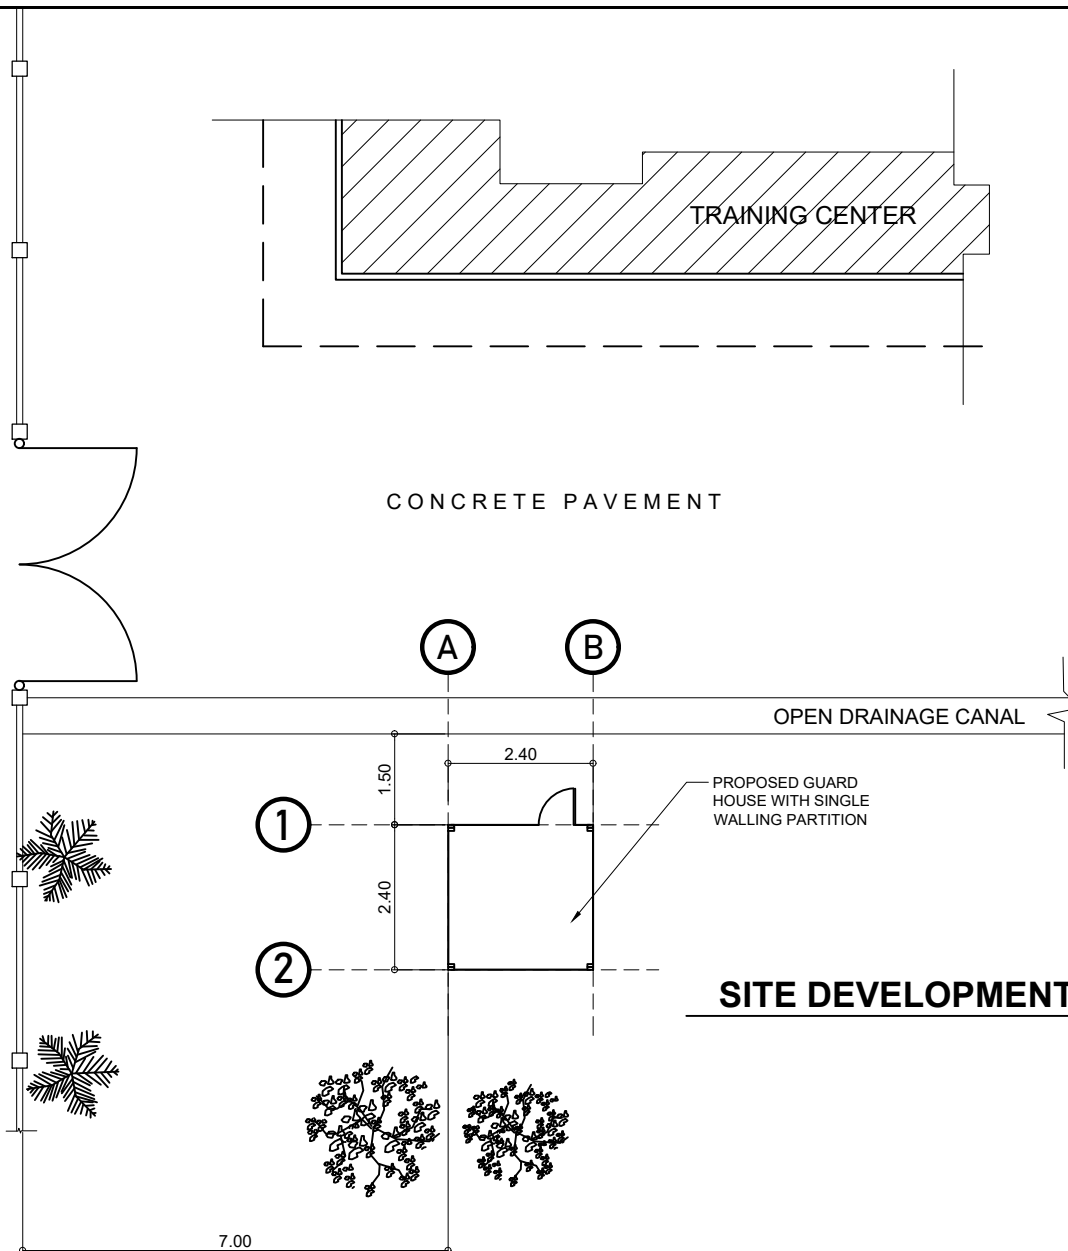 TRAINING CENTER
CONCRETE PAVEMENT
A
B
OPEN DRAINAGE CANAL
1.50
2.40
PROPOSED GUARD
HOUSE WITH SINGLE
WALLING PARTITION
1
2.40
2
SITE DEVELOPMENT
7.00